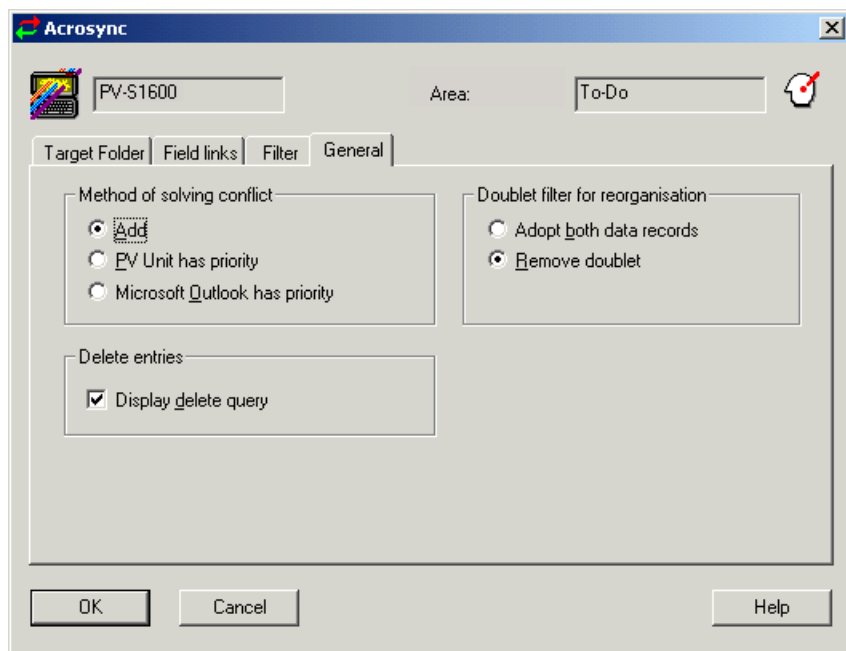 Acrosync
PV-S1600 Area: To-Do
Target Folder Field links Filter General
Method of solving conflict
Add
PV Unit has priority
Microsoft Outlook has priority
Doublet filter for reorganisation
Adopt both data records
Remove doublet
Delete entries
Display delete query
OK Cancel Help